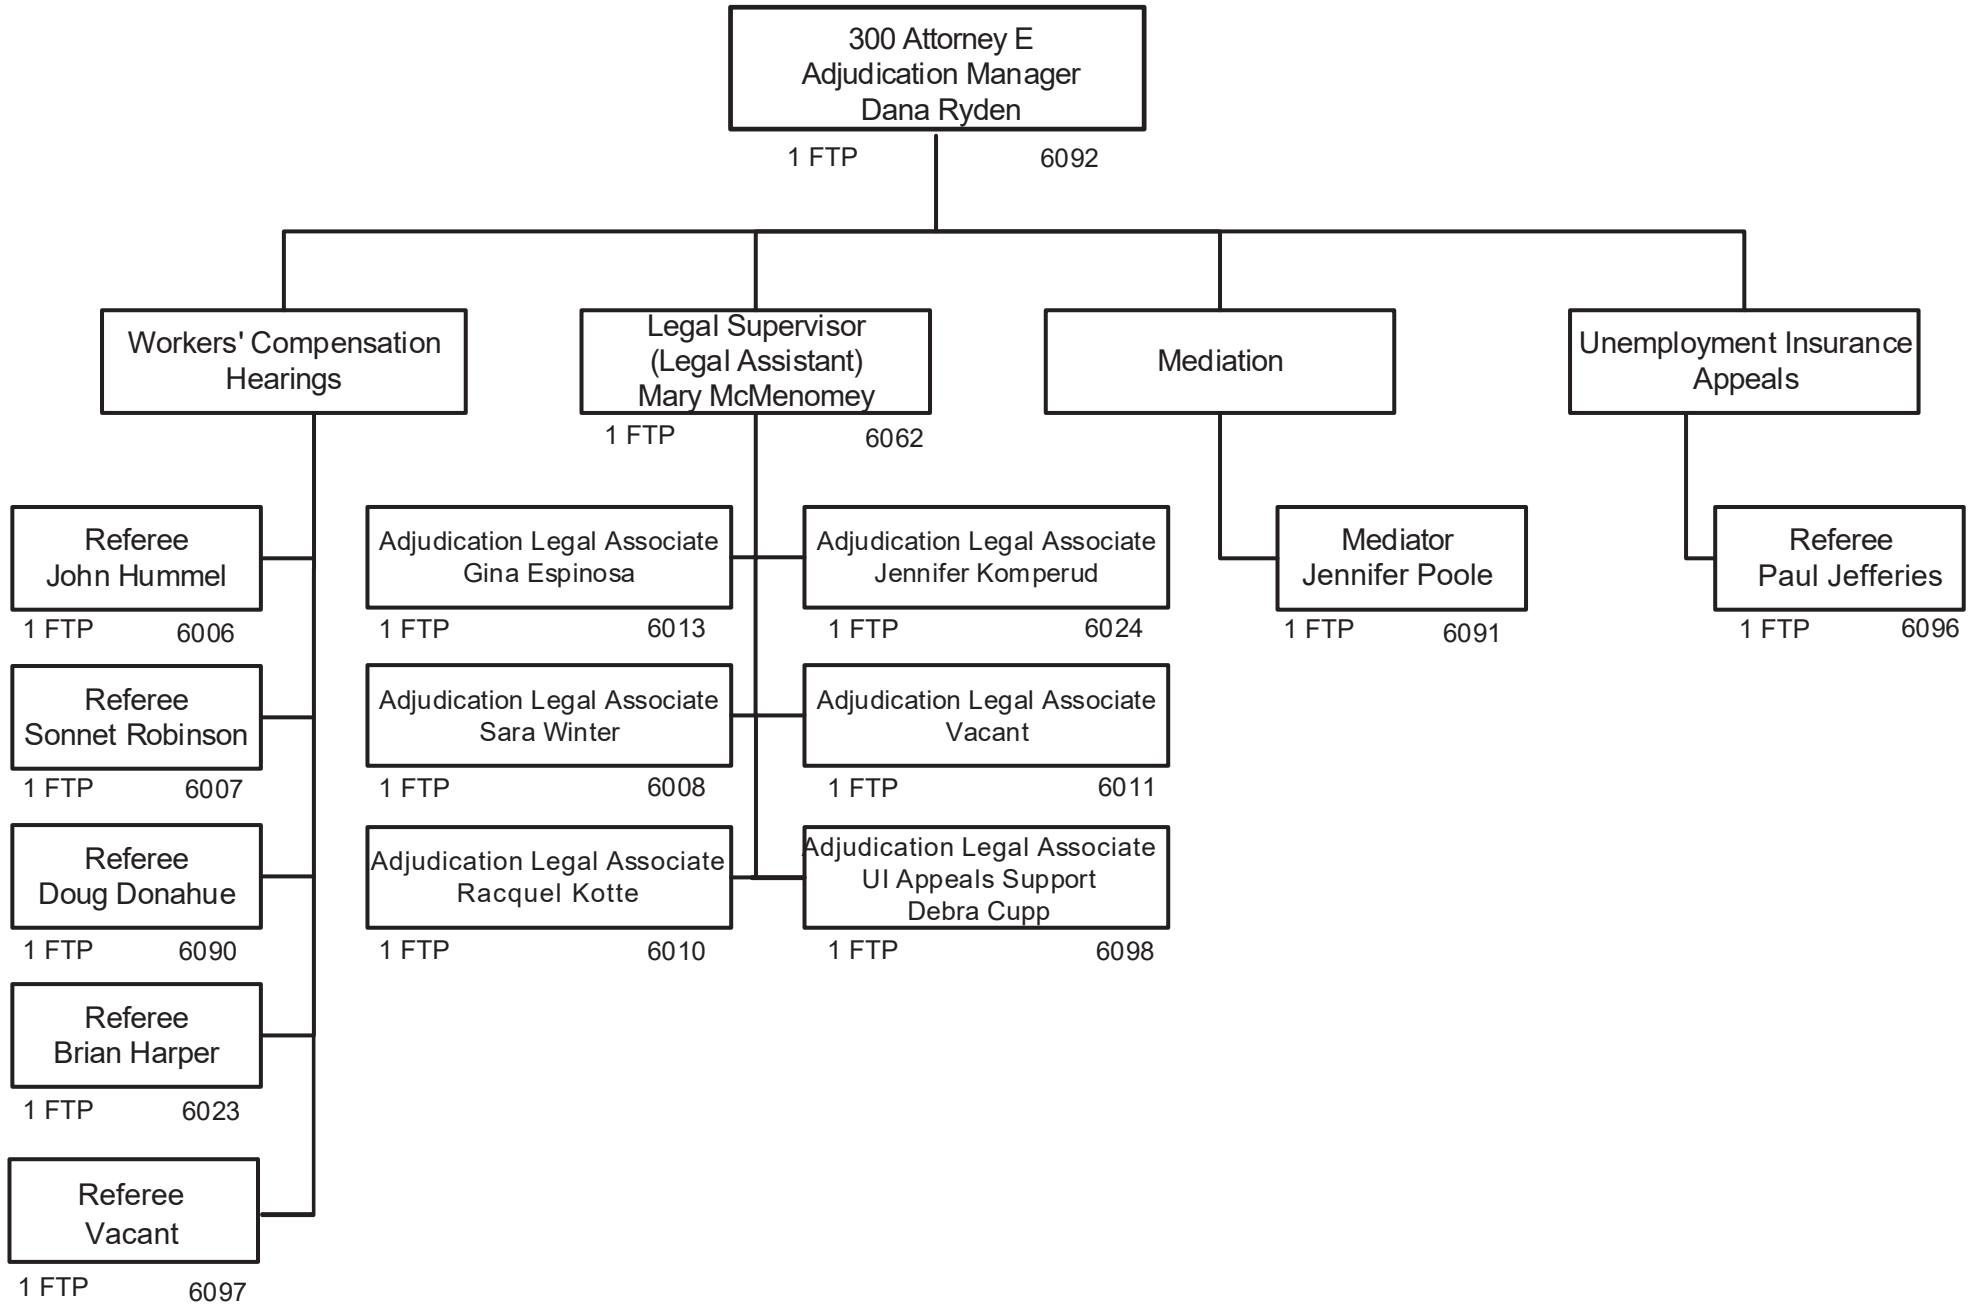 300 Attorney E
Adjudication Manager
Dana Ryden
1 FTP 6092
Workers' Compensation
Hearings
Legal Supervisor
(Legal Assistant)
Mary McMenomey
1 FTP 6062
Mediation
Unemployment Insurance
Appeals
Referee
John Hummel
1 FTP 6006
Referee
Sonnet Robinson
1 FTP 6007
Referee
Doug Donahue
1 FTP 6090
Referee
Brian Harper
1 FTP 6023
Referee
Vacant
1 FTP 6097
Adjudication Legal Associate
Gina Espinosa
1 FTP 6013
Adjudication Legal Associate
Jennifer Komperud
1 FTP 6024
Adjudication Legal Associate
Sara Winter
1 FTP 6008
Adjudication Legal Associate
Vacant
1 FTP 6011
Adjudication Legal Associate
Racquel Kotte
1 FTP 6010
Adjudication Legal Associate
UI Appeals Support
Debra Cupp
1 FTP 6098
Mediator
Jennifer Poole
1 FTP 6091
Referee
Paul Jefferies
1 FTP 6096